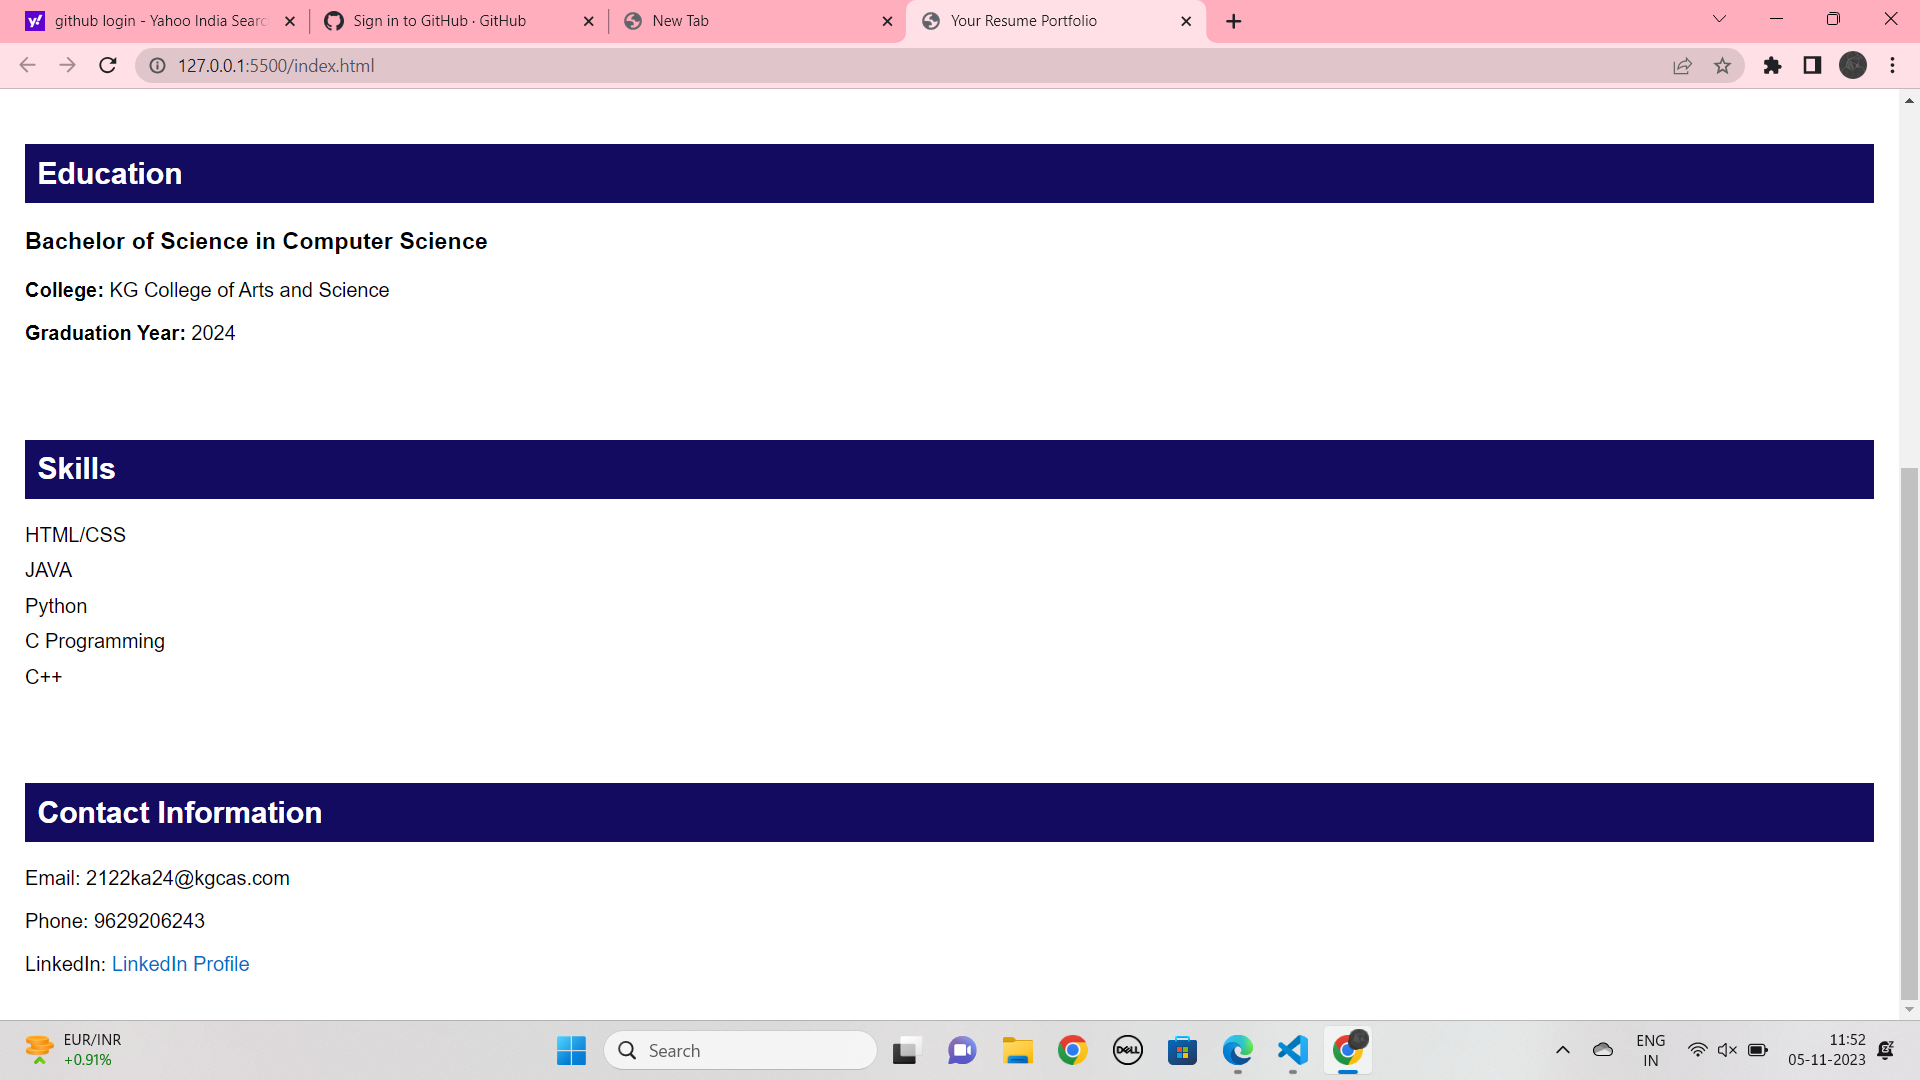 github login - Yahoo India Searc
Sign in to GitHub · GitHub
New Tab
Your Resume Portfolio
127.0.0.1:5500/index.html
Education
Bachelor of Science in Computer Science
College: KG College of Arts and Science
Graduation Year: 2024
Skills
HTML/CSS
JAVA
Python
C Programming
C++
Contact Information
Email: 2122ka24@kgcas.com
Phone: 9629206243
LinkedIn: LinkedIn Profile
EUR/INR
+0.91%
Search
DELL
ENG
IN
11:52
05-11-2023